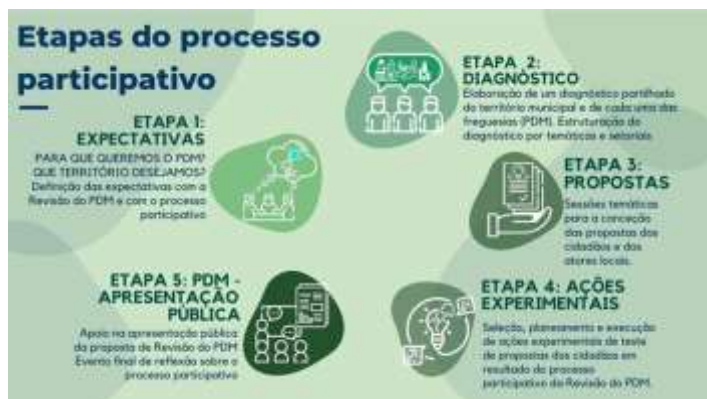 Etapas do processo
participativo
ETAPA 1:
EXPECTATIVAS
PARA QUE QUEREMOS O PDM?
QUE TERRITÓRIO DESEJAMOS?
Definição das expectativas com a
Revisão do PDM e com o processo
participativo
ETAPA 2:
DIAGNÓSTICO
Elaboração de um diagnóstico partilhado
do território municipal e de cada uma das
freguesias (PDM). Estruturação do
diagnóstico por temáticas e setoriais
ETAPA 3:
PROPOSTAS
Sessões temáticas
para a conceção
das propostas dos
cidadãos e dos
atores locais.
ETAPA 4: AÇÕES
EXPERIMENTAIS
Seleção, planeamento e execução
de ações experimentais de teste
de propostas dos cidadãos em
resultado do processo
participativo da Revisão do PDM.
ETAPA 5: PDM -
APRESENTAÇÃO
PÚBLICA
Apoio na apresentação pública
da proposta de Revisão do PDM
Evento final de reflexão sobre o
processo participativo